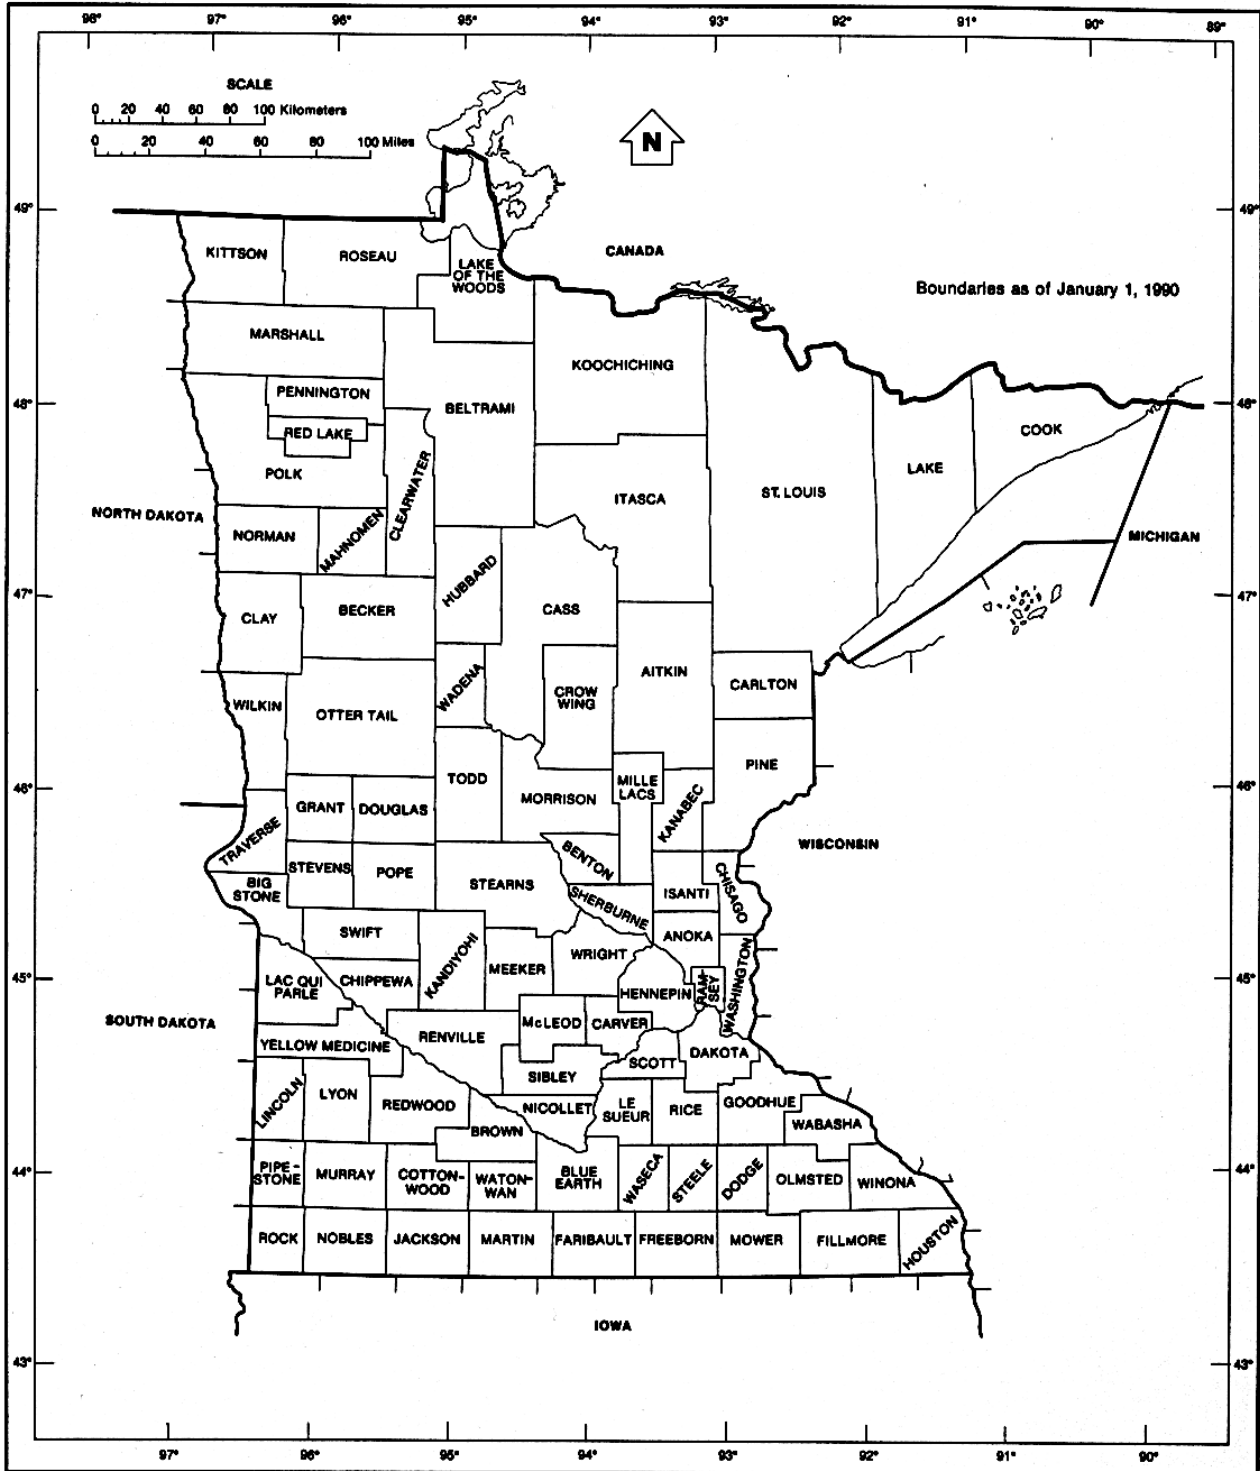 98° 97° 96° 95° 94° 93° 92° 91° 90° 89°
SCALE
0 20 40 60 80 100 Kilometers
0 20 40 60 80 100 Miles
N
49° 49°
CANADA
KITTSON
ROSEAU
LAKE
OF THE
WOODS
Boundaries as of January 1, 1990
MARSHALL
KOOCHICHING
PENNINGTON
BELTRAMI
48° 48°
RED LAKE
COOK
POLK
CLEARWATER
LAKE
ITASCA
ST. LOUIS
NORTH DAKOTA
NORMAN
MAHNOMEN
MICHIGAN
HUBBARD
47° 47°
CLAY
BECKER
CASS
AITKIN
WADENA
CROW
WING
CARLTON
WILKIN
OTTER TAIL
PINE
46° 46°
TODD
MILLE
LACS
GRANT
DOUGLAS
MORRISON
KANABEC
TRAVERSE
WISCONSIN
STEVENS
POPE
BENTON
STEARNS
BIG
STONE
ISANTI
CHISAGO
SHERBURNE
SWIFT
ANOKA
KANDIYOHI
WRIGHT
MEEKER
45° 45°
LAC QUI
PARLE
CHIPPEWA
HENNEPIN
RAM-
SEY
WASHINGTON
SOUTH DAKOTA
McLEOD
CARVER
RENVILLE
YELLOW MEDICINE
DAKOTA
SCOTT
SIBLEY
LINCOLN
LYON
REDWOOD
NICOLLET
LE
SUEUR
RICE
GOODHUE
WABASHA
BROWN
44° 44°
PIPE-
STONE
MURRAY
COTTON-
WOOD
WATON-
WAN
BLUE
EARTH
WASECA
STEELE
DODGE
OLMSTED
WINONA
ROCK
NOBLES
JACKSON
MARTIN
FARIBAULT
FREEBORN
MOWER
FILLMORE
HOUSTON
IOWA
43° 43°
97° 96° 95° 94° 93° 92° 91° 90°